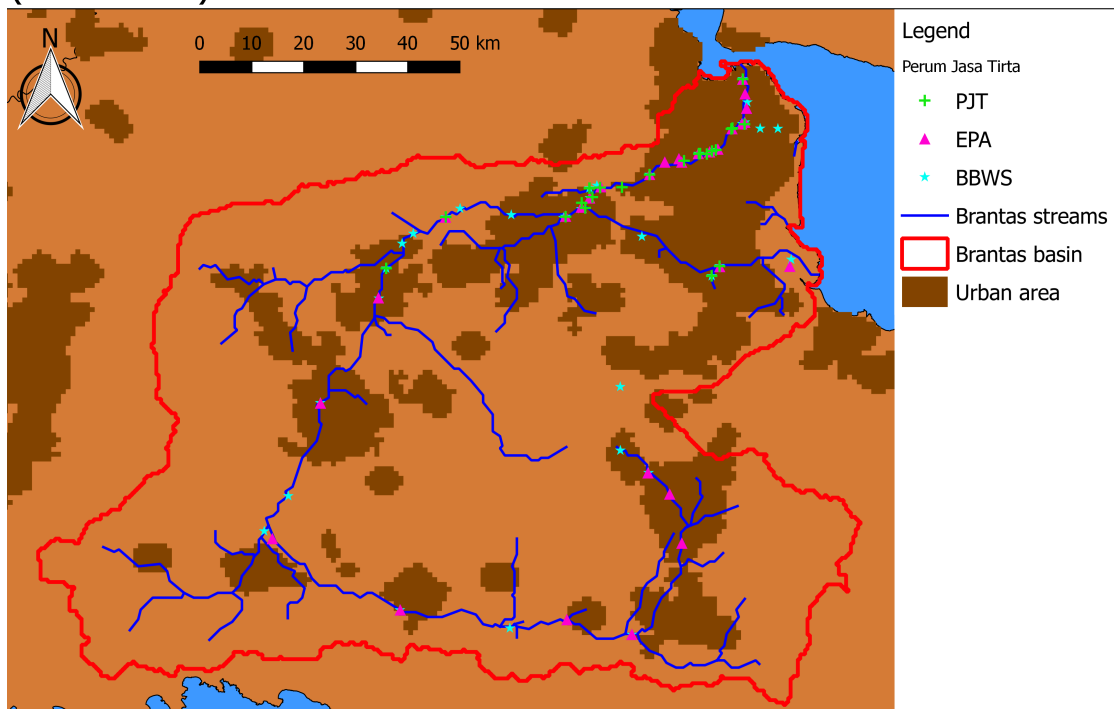 N
0 10 20 30 40 50 km
Legend
Perum Jasa Tirta
PJT
EPA
BBWS
Brantas streams
Brantas basin
Urban area